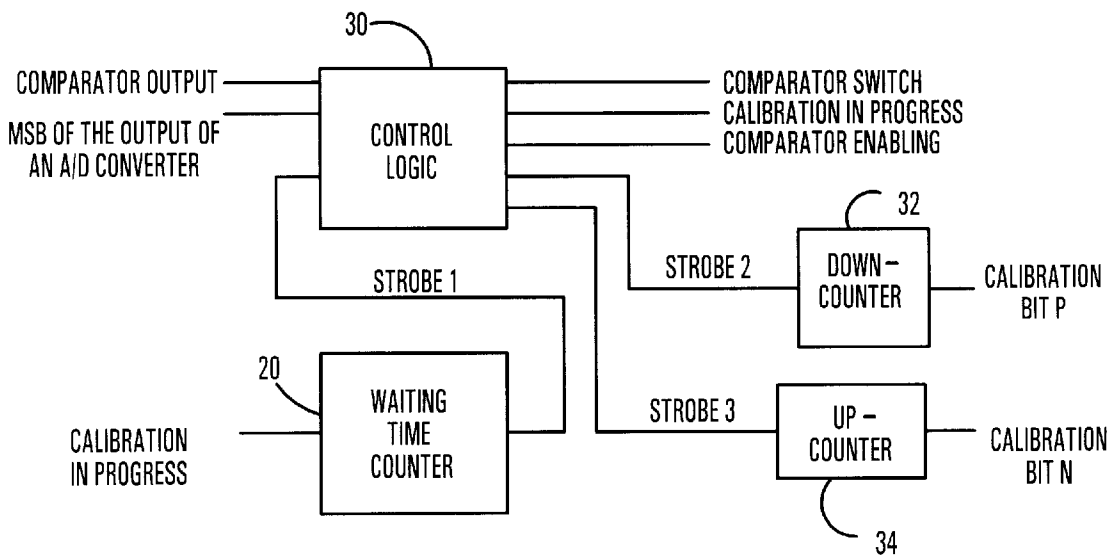 30
COMPARATOR OUTPUT
MSB OF THE OUTPUT OF
AN A/D CONVERTER
CONTROL
LOGIC
COMPARATOR SWITCH
CALIBRATION IN PROGRESS
COMPARATOR ENABLING
32
STROBE 1
STROBE 2
DOWN-
COUNTER
CALIBRATION
BIT P
20
WAITING
TIME
COUNTER
CALIBRATION
IN PROGRESS
STROBE 3
UP-
COUNTER
CALIBRATION
BIT N
34